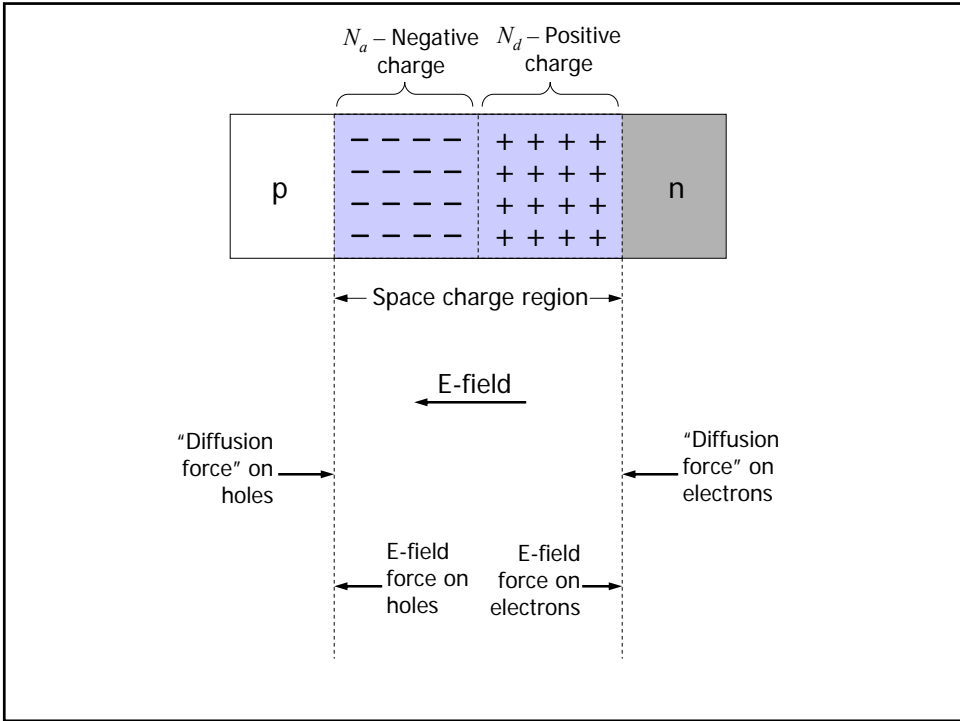 Nₐ – Negative
charge
N_d – Positive
charge
− − − −
− − − −
− − − −
− − − −
+ + + +
+ + + +
+ + + +
+ + + +
p
n
Space charge region
E-field
"Diffusion
force" on
holes
"Diffusion
force" on
electrons
E-field
force on
holes
E-field
force on
electrons